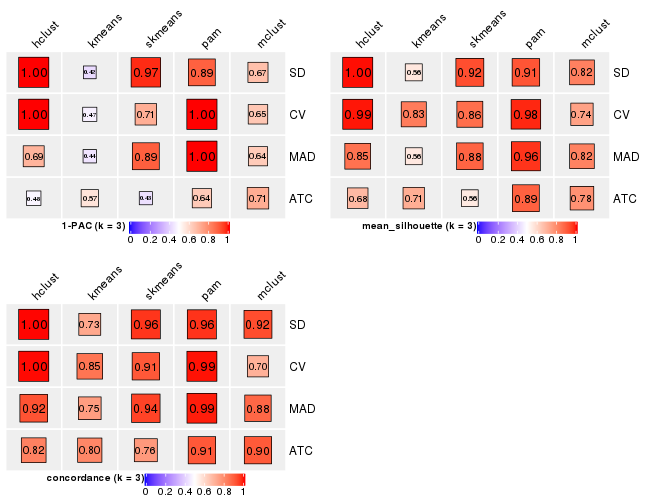 hclust kmeans skmeans pam mclust
1.00 0.42 0.97 0.89 0.67 SD
1.00 0.47 0.71 1.00 0.65 CV
0.69 0.44 0.89 1.00 0.64 MAD
0.48 0.57 0.43 0.64 0.71 ATC
1-PAC (k = 3)
0 0.2 0.4 0.6 0.8 1
hclust kmeans skmeans pam mclust
1.00 0.56 0.92 0.91 0.82 SD
0.99 0.83 0.86 0.98 0.74 CV
0.85 0.56 0.88 0.96 0.82 MAD
0.68 0.71 0.56 0.89 0.78 ATC
mean_silhouette (k = 3)
0 0.2 0.4 0.6 0.8 1
hclust kmeans skmeans pam mclust
1.00 0.73 0.96 0.96 0.92 SD
1.00 0.85 0.91 0.99 0.70 CV
0.92 0.75 0.94 0.99 0.88 MAD
0.82 0.80 0.76 0.91 0.90 ATC
concordance (k = 3)
0 0.2 0.4 0.6 0.8 1